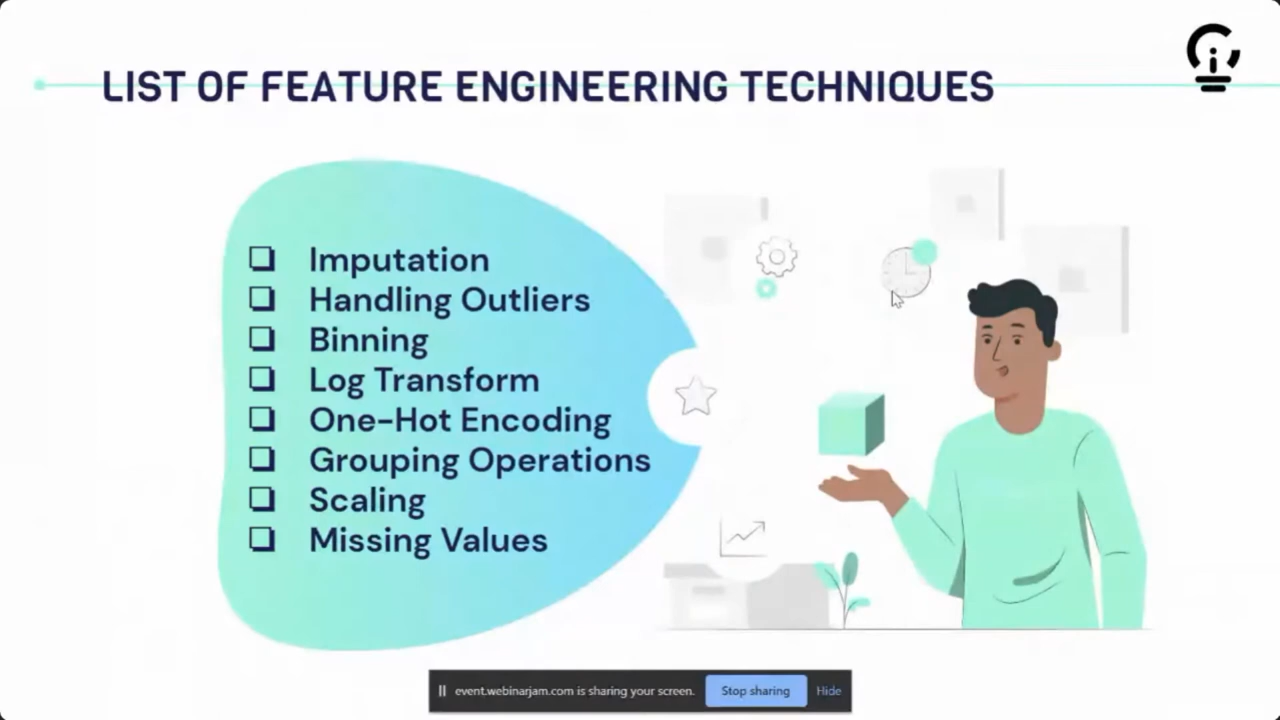 LIST OF FEATURE ENGINEERING TECHNIQUES
Imputation
Handling Outliers
Binning
Log Transform
One-Hot Encoding
Grouping Operations
Scaling
Missing Values
event.webinarjam.com is sharing your screen. Stop sharing Hide